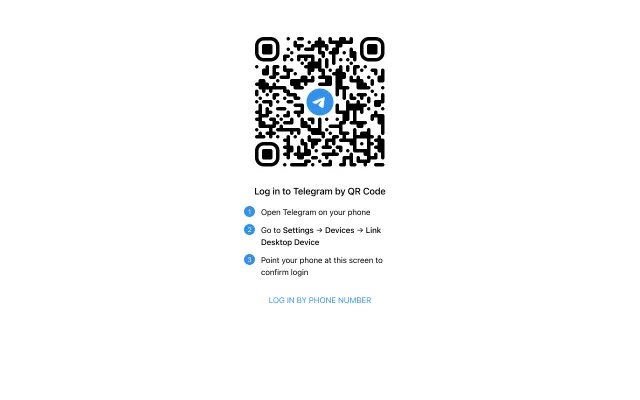 Log in to Telegram by QR Code
1 Open Telegram on your phone
2 Go to Settings → Devices → Link
Desktop Device
3 Point your phone at this screen to
confirm login
LOG IN BY PHONE NUMBER